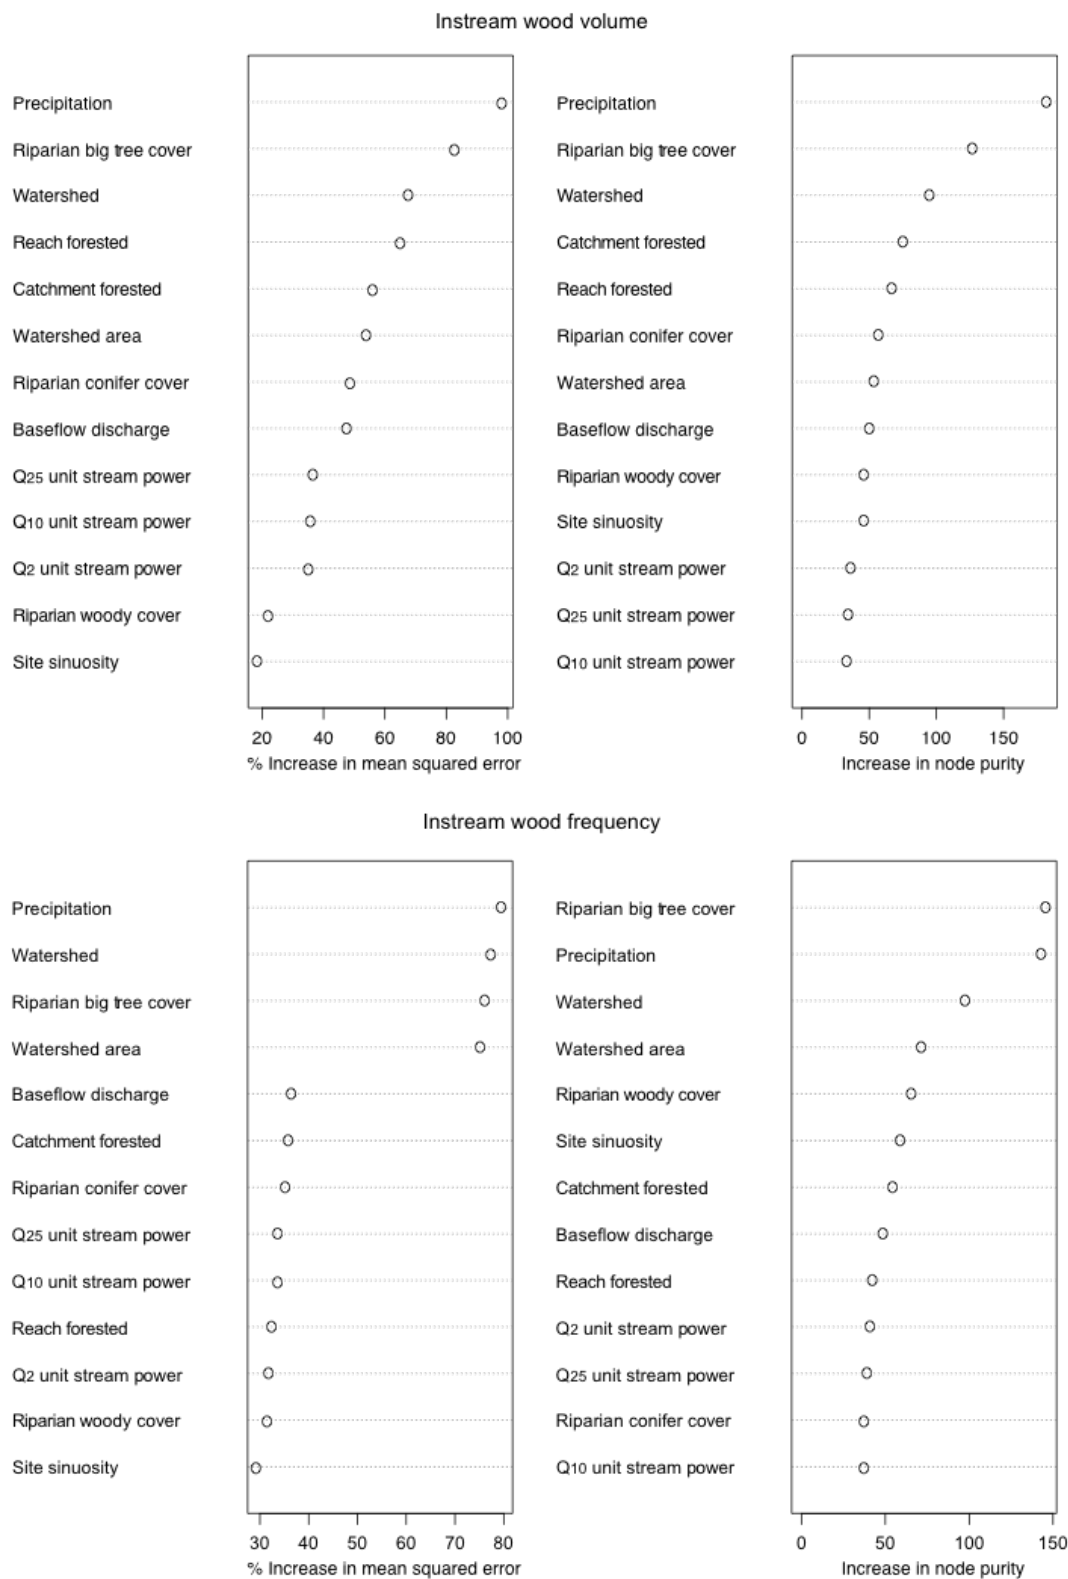 Instream wood volume
Precipitation
Riparian big tree cover
Watershed
Reach forested
Catchment forested
Watershed area
Riparian conifer cover
Baseflow discharge
Q25 unit stream power
Q10 unit stream power
Q2 unit stream power
Riparian woody cover
Site sinuosity
20 40 60 80 100
% Increase in mean squared error
Precipitation
Riparian big tree cover
Watershed
Catchment forested
Reach forested
Riparian conifer cover
Watershed area
Baseflow discharge
Riparian woody cover
Site sinuosity
Q2 unit stream power
Q25 unit stream power
Q10 unit stream power
0 50 100 150
Increase in node purity
Instream wood frequency
Precipitation
Watershed
Riparian big tree cover
Watershed area
Baseflow discharge
Catchment forested
Riparian conifer cover
Q25 unit stream power
Q10 unit stream power
Reach forested
Q2 unit stream power
Riparian woody cover
Site sinuosity
30 40 50 60 70 80
% Increase in mean squared error
Riparian big tree cover
Precipitation
Watershed
Watershed area
Riparian woody cover
Site sinuosity
Catchment forested
Baseflow discharge
Reach forested
Q2 unit stream power
Q25 unit stream power
Riparian conifer cover
Q10 unit stream power
0 50 100 150
Increase in node purity